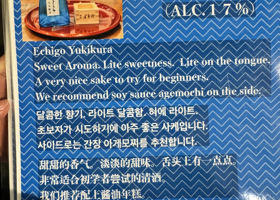 (ALC.17%)
Echigo Yukikura
Sweet Aroma. Lite sweetness. Lite on the tongue.
A very nice sake to try for beginners.
We recommend soy sauce agemochi on the side.
달콤한 향기, 라이트 달콤함, 혀에 라이트.
초보자가 시도하기에 아주 좋은 사케입니다.
사이드로는 간장 아게모찌를 추천합니다.
甜甜的香气，淡淡的甜味，舌头上有一点点
非常适合初学者尝试的清酒
我们推荐配上酱油年糕